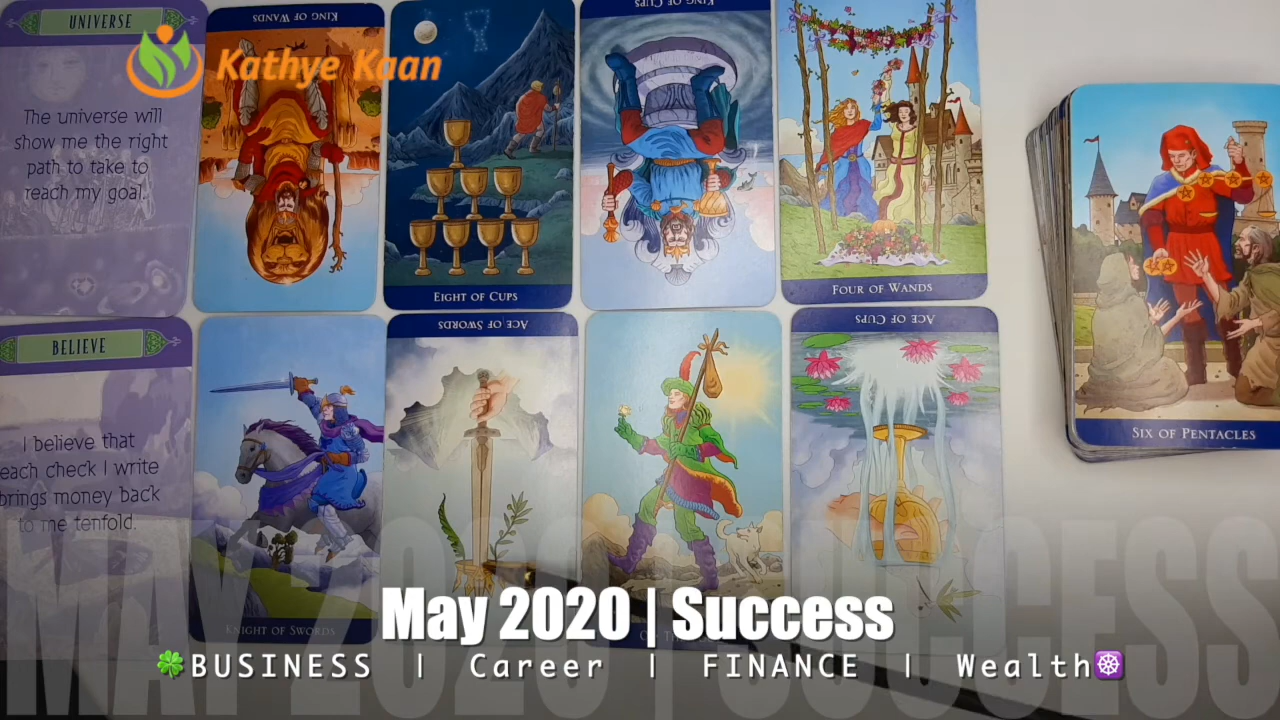 UNIVERSE
The universe will
show me the right
path to take to
reach my goal.
KING OF WANDS
Kathye Kaan
EIGHT OF CUPS
KING OF CUPS
FOUR OF WANDS
BELIEVE
I believe that
each check I write
brings money back
to me tenfold.
KNIGHT OF SWORDS
ACE OF SWORDS
ACE OF CUPS
SIX OF PENTACLES
MAY 2020 | SUCCESS
May 2020 | Success
BUSINESS | Career | FINANCE | Wealth